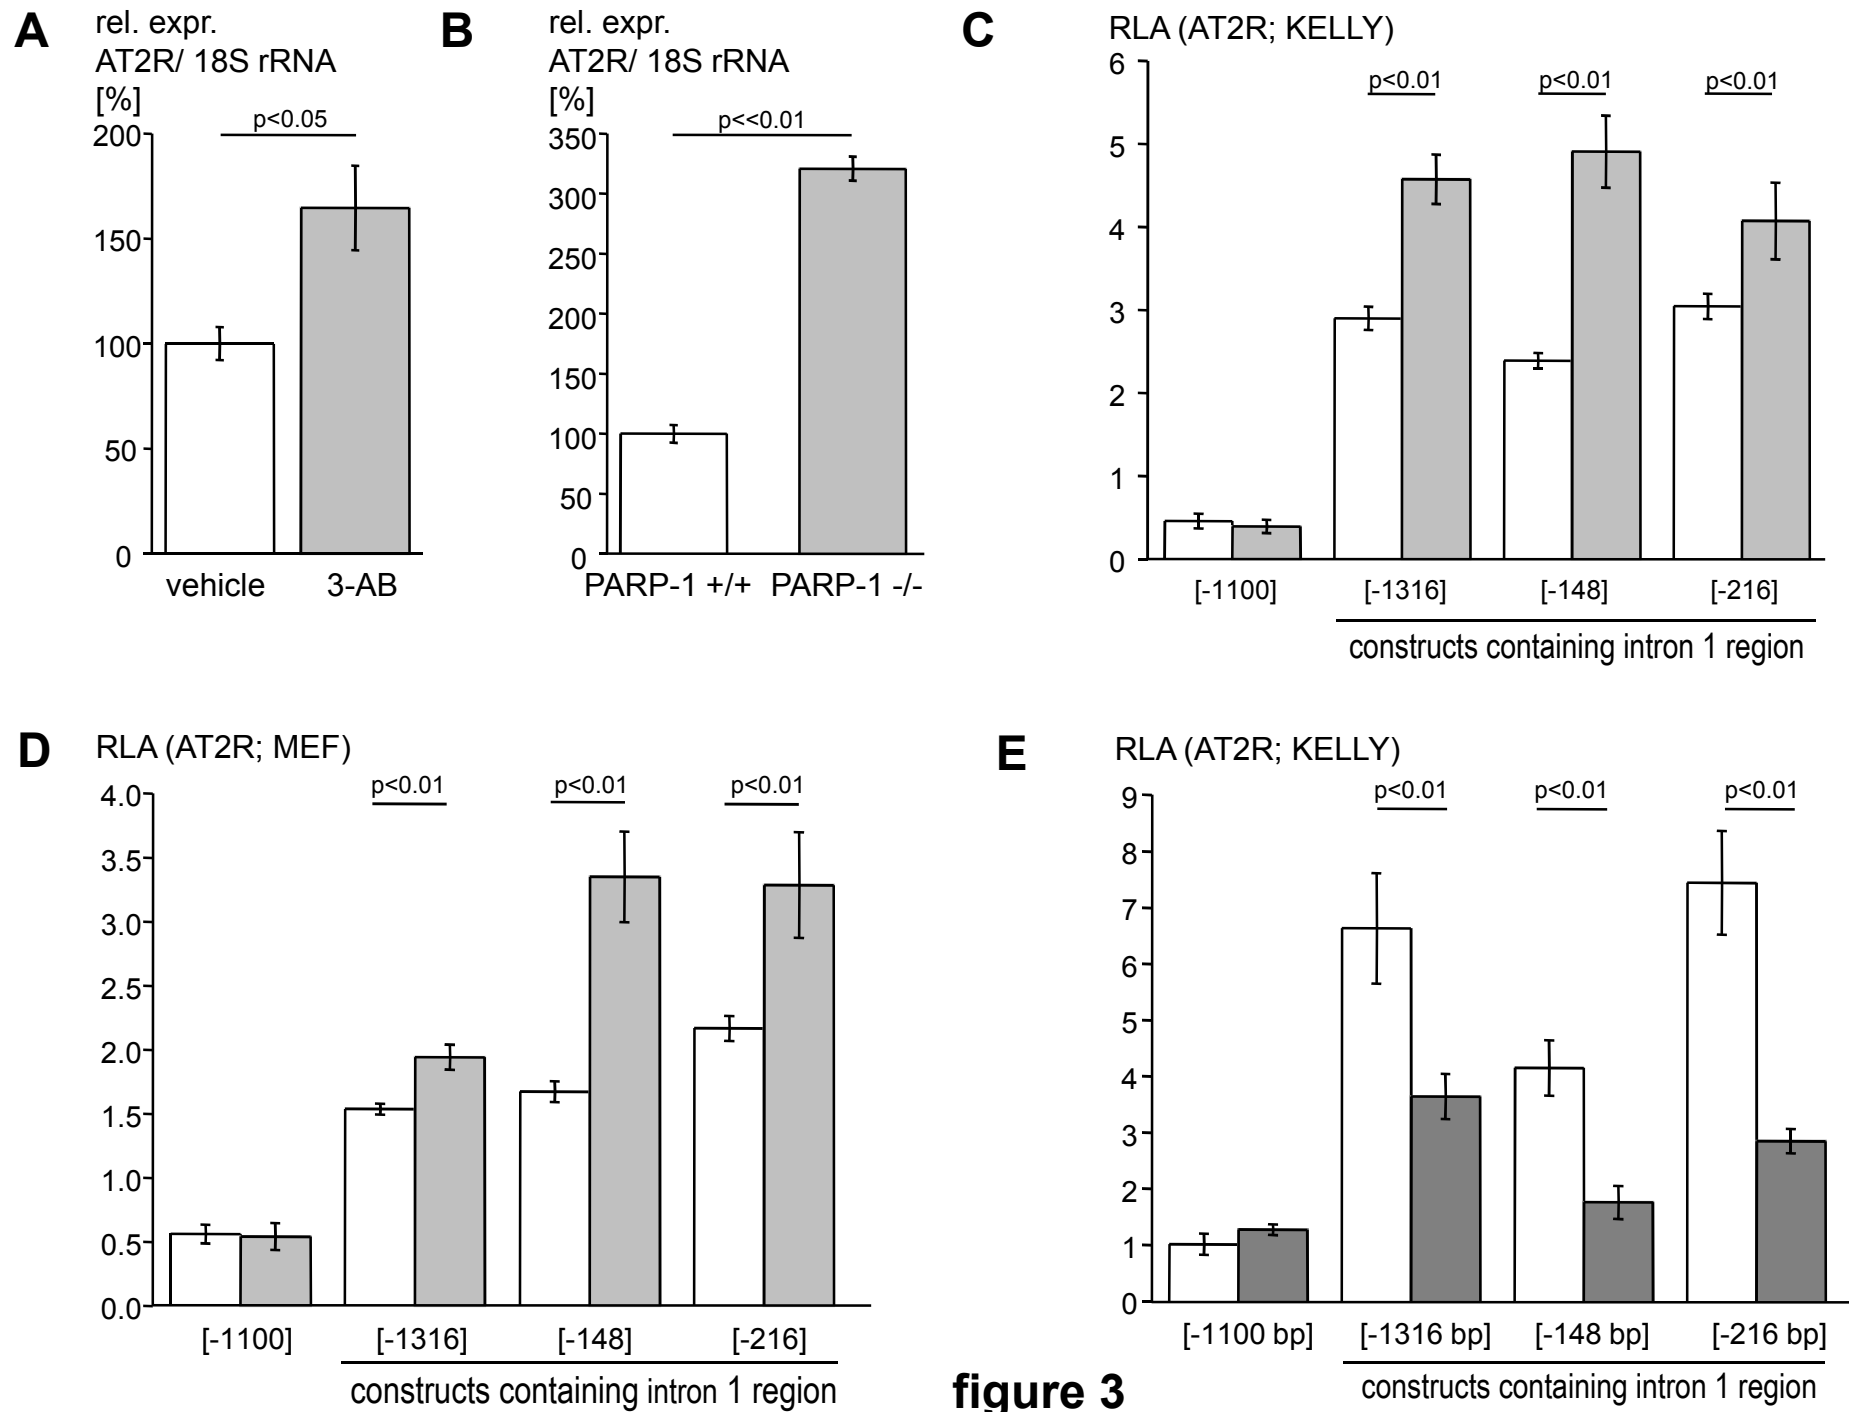 A
rel. expr.
AT2R/ 18S rRNA
[%]
p<0.05
200
150
100
50
0
vehicle 3-AB
B
rel. expr.
AT2R/ 18S rRNA
[%]
p<<0.01
350
300
250
200
150
100
50
0
PARP-1 +/+ PARP-1 -/-
C
RLA (AT2R; KELLY)
p<0.01 p<0.01 p<0.01
6
5
4
3
2
1
0
[-1100] [-1316] [-148] [-216]
constructs containing intron 1 region
D
RLA (AT2R; MEF)
p<0.01 p<0.01 p<0.01
4.0
3.5
3.0
2.5
2.0
1.5
1.0
0.5
0.0
[-1100] [-1316] [-148] [-216]
constructs containing intron 1 region
E
RLA (AT2R; KELLY)
p<0.01 p<0.01 p<0.01
9
8
7
6
5
4
3
2
1
0
[-1100 bp] [-1316 bp] [-148 bp] [-216 bp]
constructs containing intron 1 region
figure 3